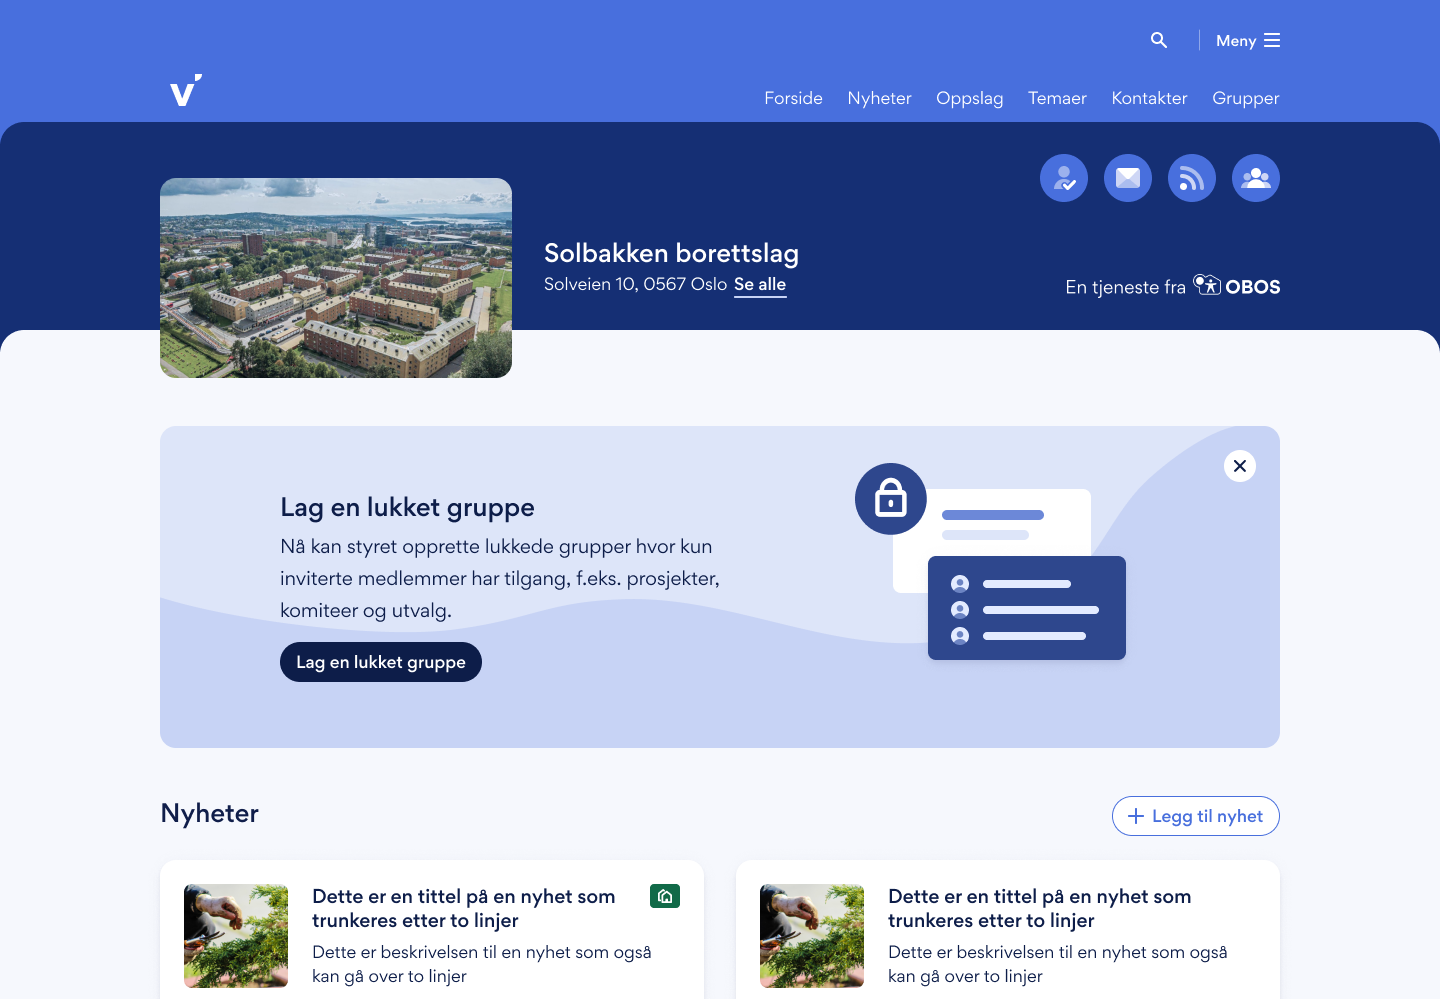 Meny
v
Forside Nyheter Oppslag Temaer Kontakter Grupper
Solbakken borettslag
Solveien 10, 0567 Oslo Se alle
En tjeneste fra OBOS
Lag en lukket gruppe
Nå kan styret opprette lukkede grupper hvor kun
inviterte medlemmer har tilgang, f.eks. prosjekter,
komiteer og utvalg.
Lag en lukket gruppe
Nyheter
Legg til nyhet
Dette er en tittel på en nyhet som
trunkeres etter to linjer
Dette er beskrivelsen til en nyhet som også
kan gå over to linjer
Dette er en tittel på en nyhet som
trunkeres etter to linjer
Dette er beskrivelsen til en nyhet som også
kan gå over to linjer